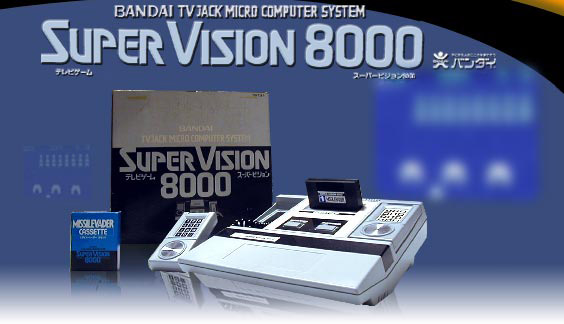 BANDAI TV JACK MICRO COMPUTER SYSTEM
SUPER VISION 8000
テレビゲーム
スーパービジョン8000
バンダイ
BANDAI
TV JACK MICRO COMPUTER SYSTEM
SUPER VISION
テレビゲーム
スーパービジョン
8000
MISSILEVADER
CASSETTE
SUPER VISION
8000